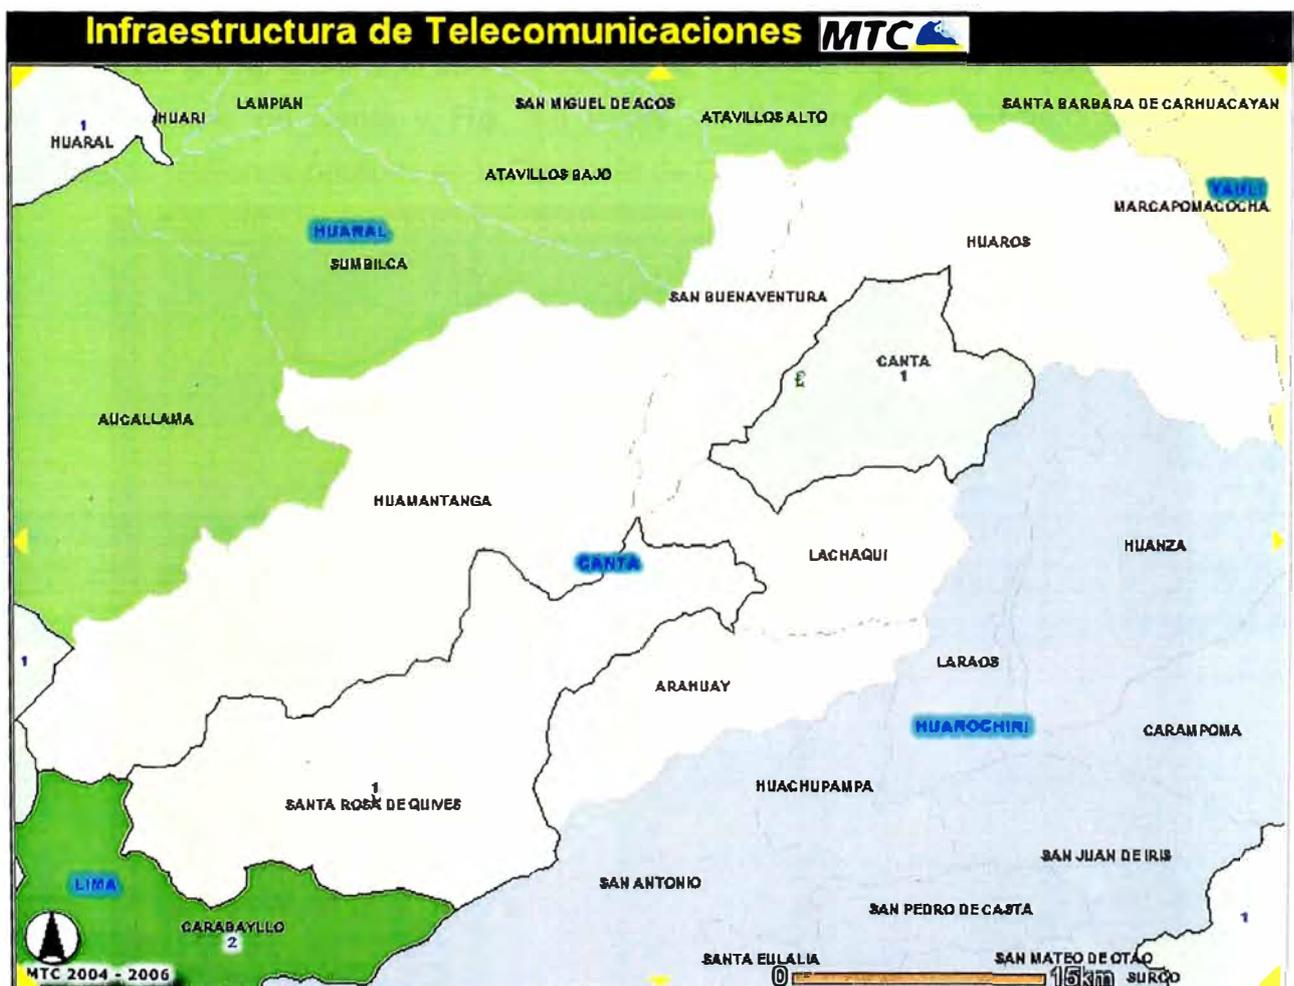 Infraestructura de Telecomunicaciones MTC
LAMPIAN
SAN MIGUEL DE ACOS
SANTA BARBARA DE CARHUACAYAN
IHUARI
ATAVILLOS ALTO
1
HUARAL
ATAVILLOS BAJO
YAULI
MARCAPOMACOCHA
HUARAL
HUAROS
SUMBILCA
SAN BUENAVENTURA
CANTA
1
£
AUCALLAMA
HUAMANTANGA
HUANZA
LACHAQUI
CANTA
1
LARAOS
ARAHUAY
HUAROCHIRI
CARAMPOMA
HUACHUPAMPA
1
SANTA ROSA DE QUIVES
SAN JUAN DE IRIS
LIMA
SAN ANTONIO
SAN PEDRO DE CASTA
1
CARABAYLLO
2
SANTA EULALIA
SAN MATEO DE OTAO
MTC 2004 - 2006
0 15km
SURCO